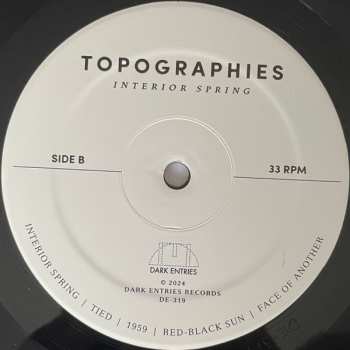 TOPOGRAPHIES
INTERIOR SPRING
SIDE B
33 RPM
DARK ENTRIES
© 2024
DARK ENTRIES RECORDS
DE-319
INTERIOR SPRING | TIED | 1959 | RED-BLACK SUN | FACE OF ANOTHER